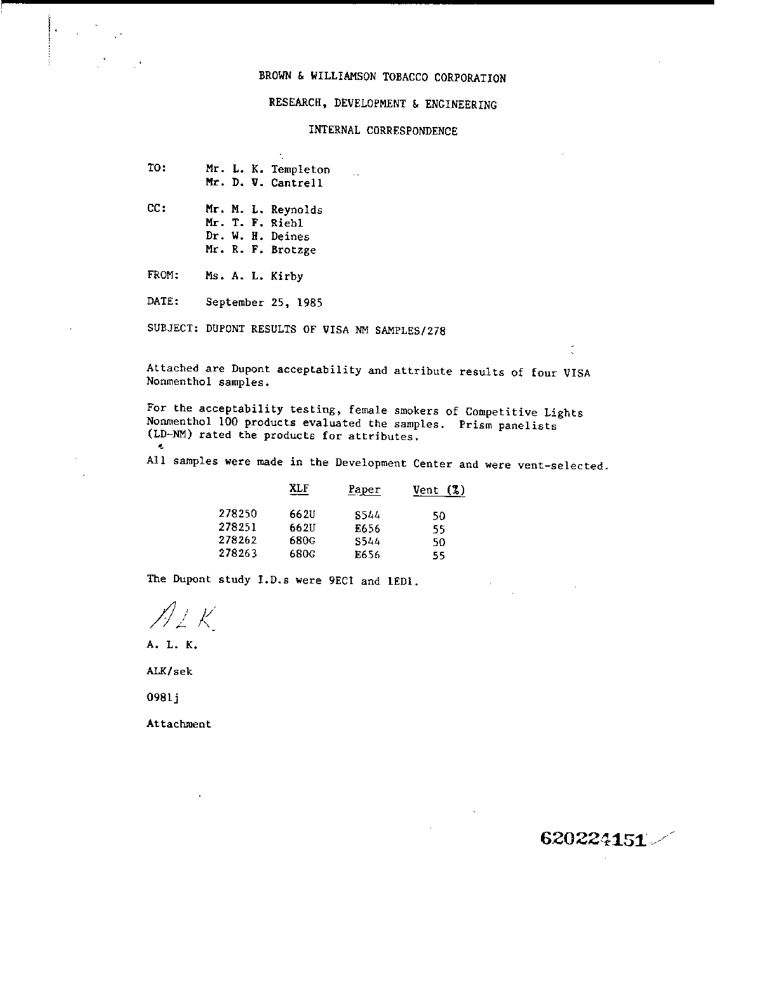 BROWN & WILLIAMSON TOBACCO CORPORATION
RESEARCH, DEVELOPMENT & ENGINEERING
INTERNAL CORRESPONDENCE
TO: Mr. L. K. Templeton
Mr. D. V. Cantrell
CC: Mr. M. L. Reynolds
Mr. T. F. Riehl
Dr. W. H. Deines
Mr. R. F. Brotzge
FROM: Ms. A. L. Kirby
DATE: September 25, 1985
SUBJECT: DUPONT RESULTS OF VISA NM SAMPLES/278
Attached are Dupont acceptability and attribute results of four VISA
Nonmenthol samples.
For the acceptability testing, female smokers of Competitive Lights
Nonmenthol 100 products evaluated the samples. Prism panelists
(LD-NM) rated the products for attributes.
All samples were made in the Development Center and were vent-selected.
XLF Paper Vent (%)
278250 662U S544 50
278251 662U E656 55
278262 680G S544 50
278263 680G E656 55
The Dupont study I.D.s were 9EC1 and 1ED1.
ALK
A. L. K.
ALK/sek
0981j
Attachment
620224151